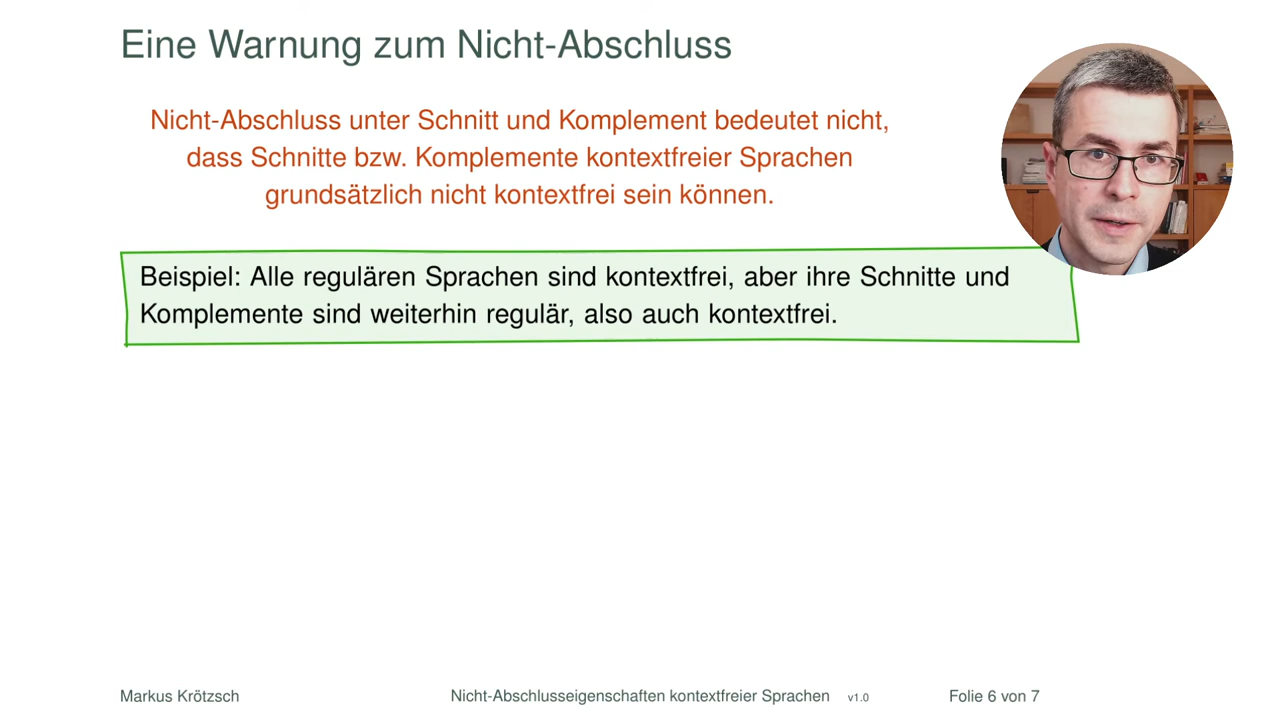 Eine Warnung zum Nicht-Abschluss
Nicht-Abschluss unter Schnitt und Komplement bedeutet nicht,
dass Schnitte bzw. Komplemente kontextfreier Sprachen
grundsätzlich nicht kontextfrei sein können.
Beispiel: Alle regulären Sprachen sind kontextfrei, aber ihre Schnitte und
Komplemente sind weiterhin regulär, also auch kontextfrei.
Markus Krötzsch Nicht-Abschlusseigenschaften kontextfreier Sprachen v1.0 Folie 6 von 7